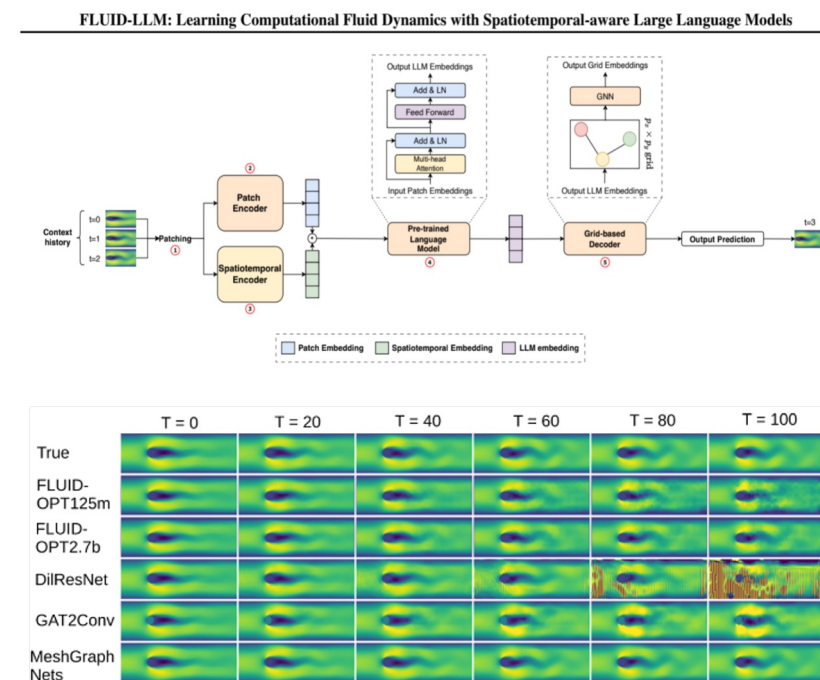 FLUID-LLM: Learning Computational Fluid Dynamics with Spatiotemporal-aware Large Language Models
Output LLM Embeddings
Add & LN
Feed Forward
Add & LN
Multi-head
Attention
Input Patch Embeddings
Output Grid Embeddings
GNN
pₓ × pᵧ grid
Output LLM Embeddings
Context
history
t=0
t=1
t=2
Patching
1
2
Patch
Encoder
Spatiotemporal
Encoder
3
+
Pre-trained
Language
Model
4
Grid-based
Decoder
5
Output Prediction
t=3
Patch Embedding
Spatiotemporal Embedding
LLM embedding
T = 0
T = 20
T = 40
T = 60
T = 80
T = 100
True
FLUID-
OPT125m
FLUID-
OPT2.7b
DilResNet
GAT2Conv
MeshGraph
Nets